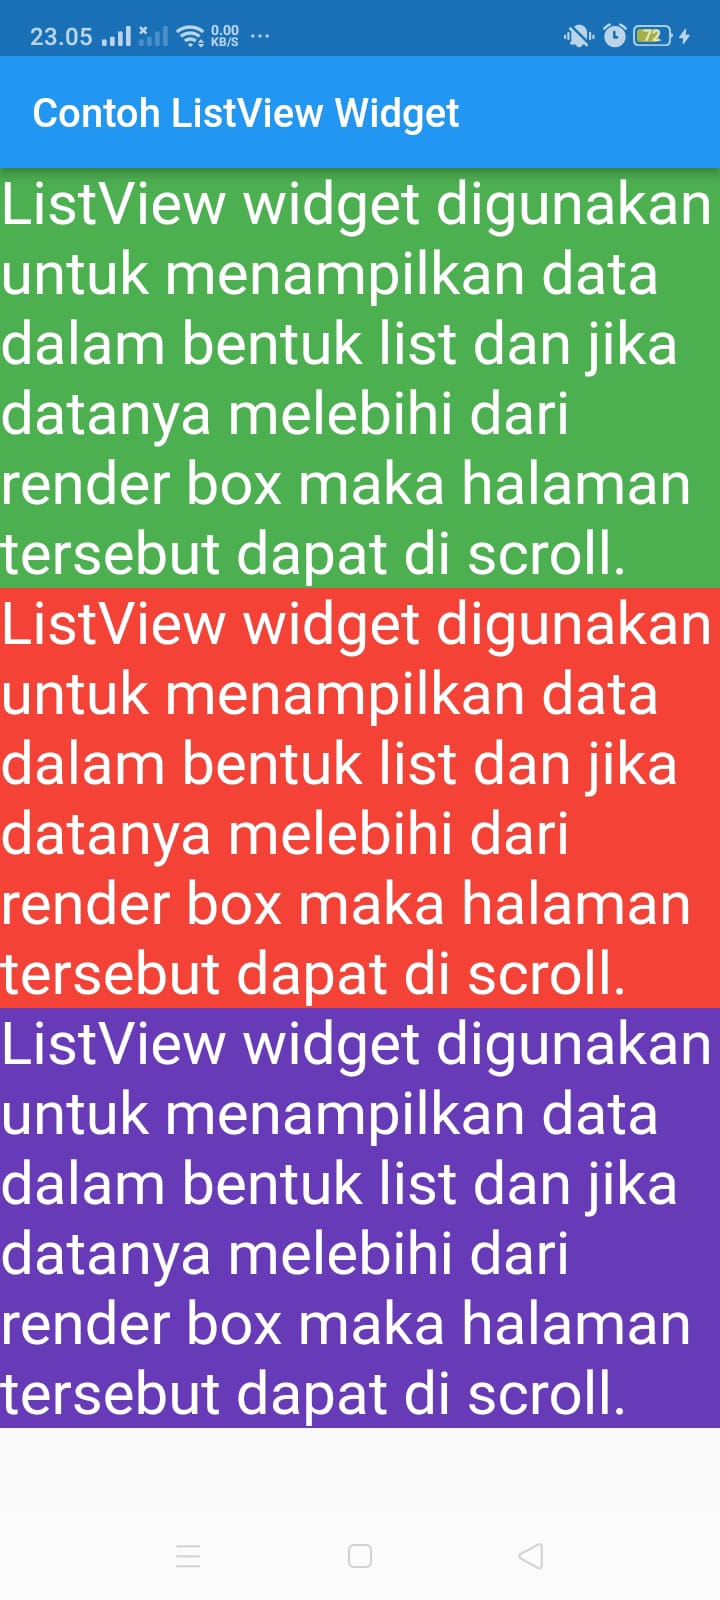 23.05 0.00 KB/S ... 72
Contoh ListView Widget
ListView widget digunakan
untuk menampilkan data
dalam bentuk list dan jika
datanya melebihi dari
render box maka halaman
tersebut dapat di scroll.
ListView widget digunakan
untuk menampilkan data
dalam bentuk list dan jika
datanya melebihi dari
render box maka halaman
tersebut dapat di scroll.
ListView widget digunakan
untuk menampilkan data
dalam bentuk list dan jika
datanya melebihi dari
render box maka halaman
tersebut dapat di scroll.